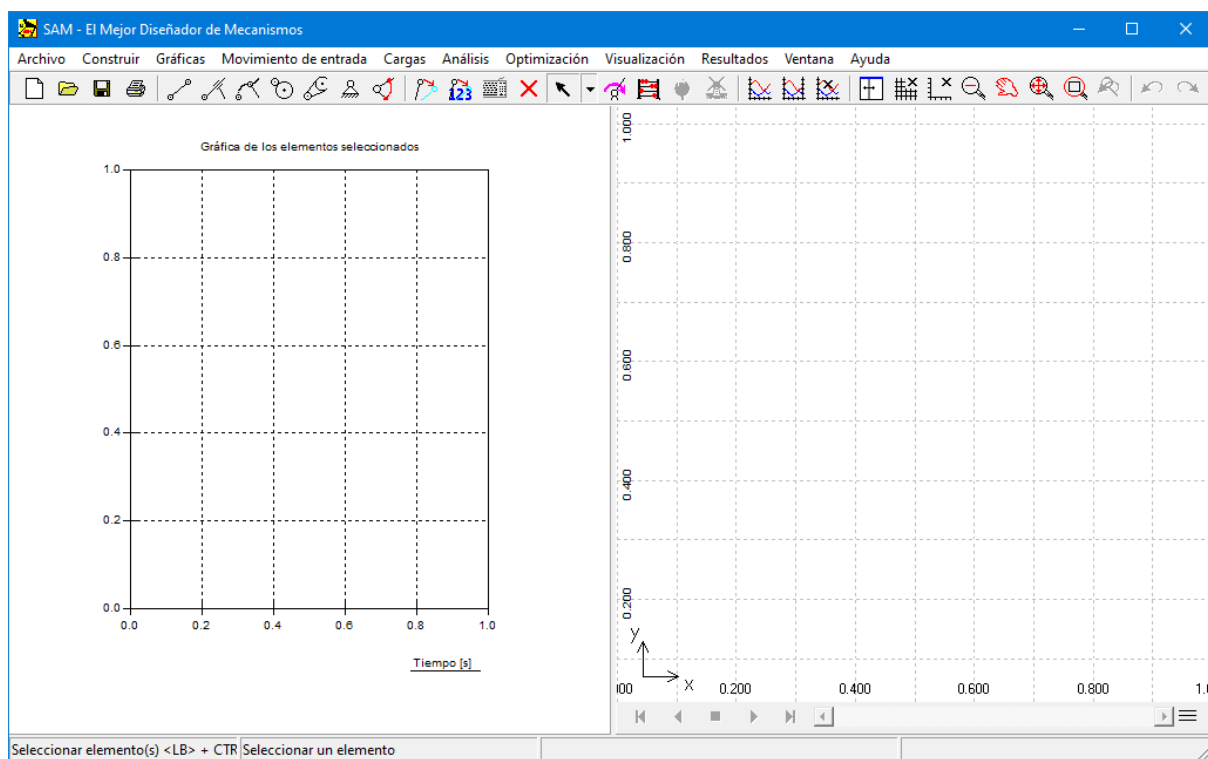 SAM - El Mejor Diseñador de Mecanismos
Archivo Construir Gráficas Movimiento de entrada Cargas Análisis Optimización Visualización Resultados Ventana Ayuda
123
Gráfica de los elementos seleccionados
1.0
0.8
0.6
0.4
0.2
0.0
0.0 0.2 0.4 0.6 0.8 1.0
Tiempo [s]
1.000
0.800
0.600
0.400
0.200
y
x
00 0.200 0.400 0.600 0.800 1.
Seleccionar elemento(s) <LB> + CTR Seleccionar un elemento